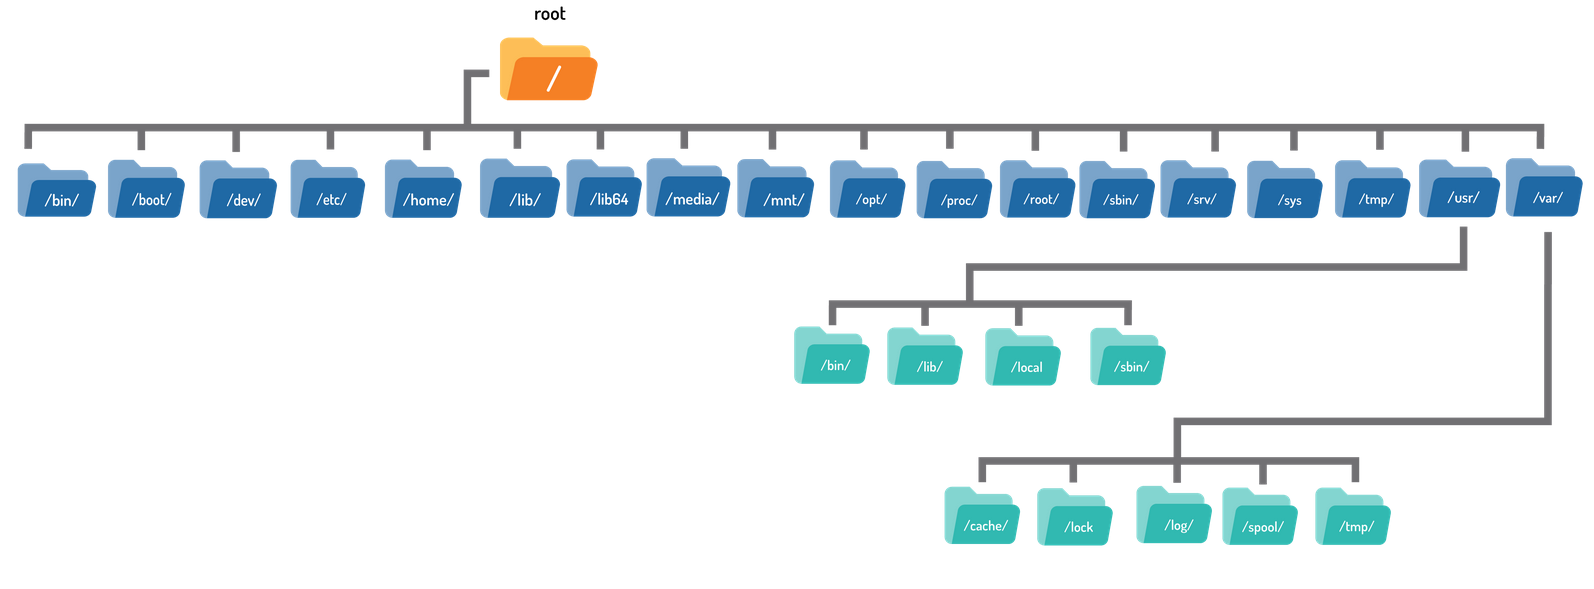 root
/
/bin/
/boot/
/dev/
/etc/
/home/
/lib/
/lib64
/media/
/mnt/
/opt/
/proc/
/root/
/sbin/
/srv/
/sys
/tmp/
/usr/
/var/
/bin/
/lib/
/local
/sbin/
/cache/
/lock
/log/
/spool/
/tmp/